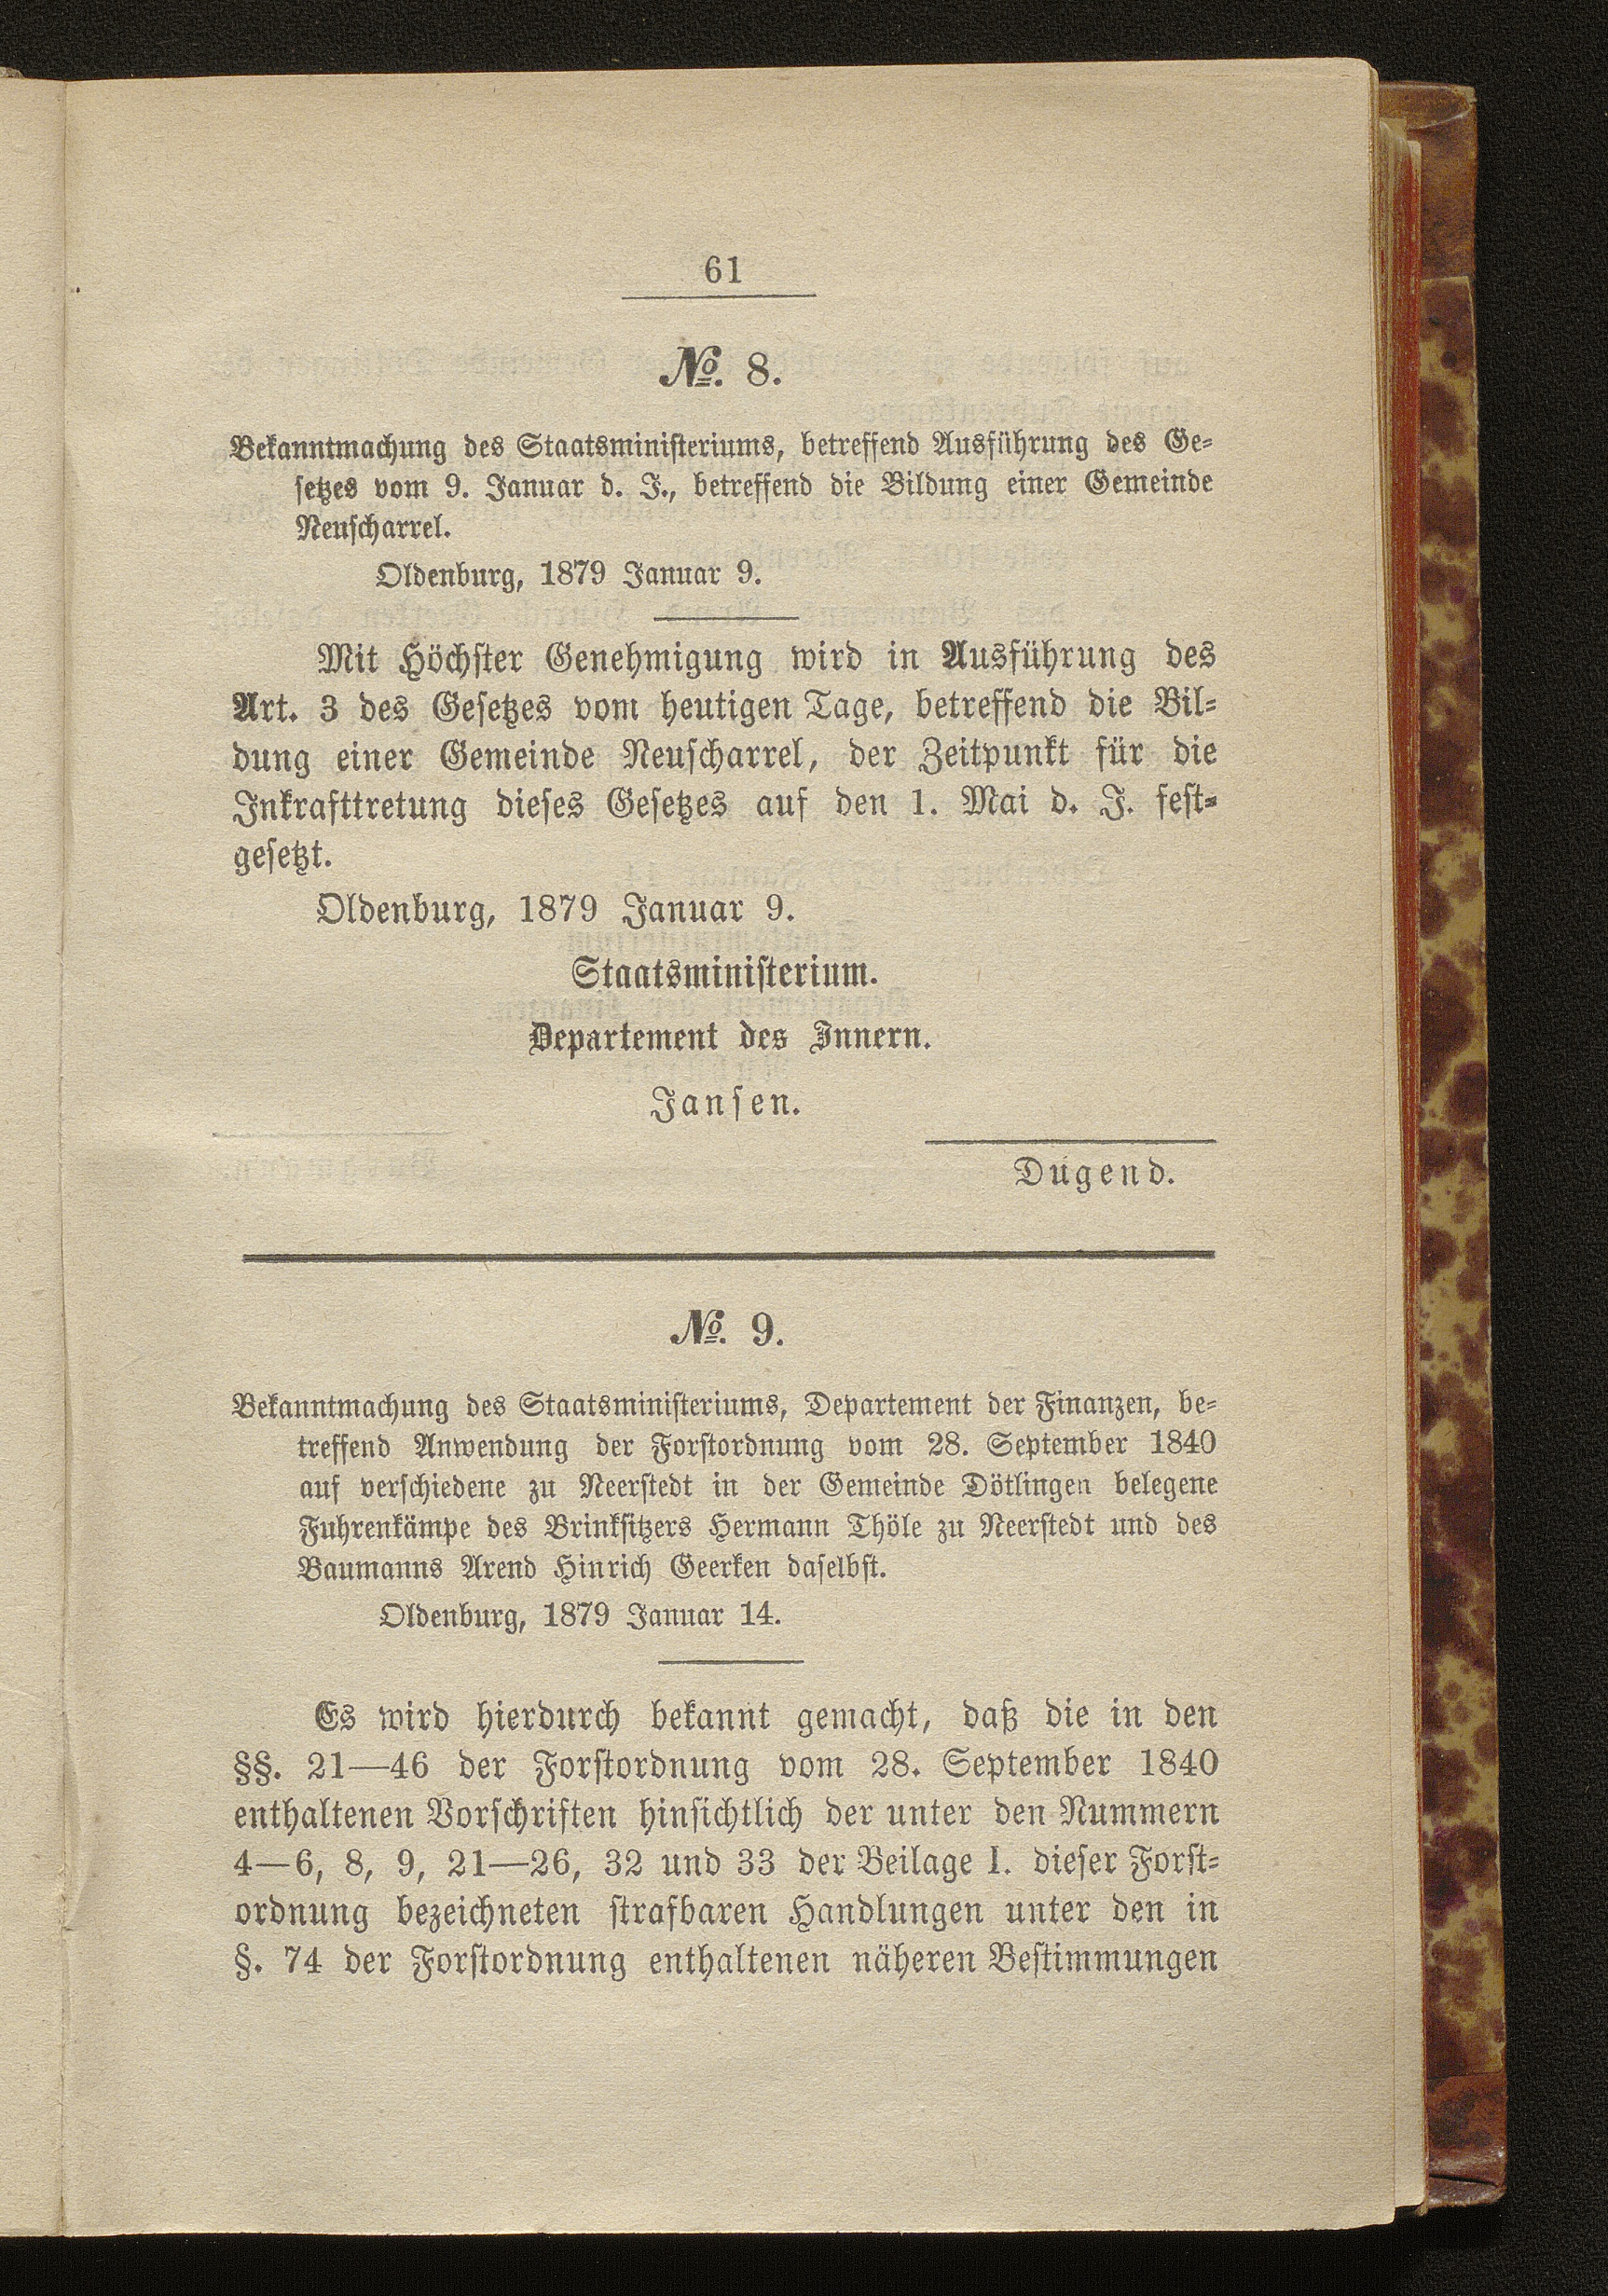 61
№. 8.
Bekanntmachung des Staatsministeriums, betreffend Ausführung des Ge-
setzes vom 9. Januar d. J., betreffend die Bildung einer Gemeinde
Neuscharrel.
Oldenburg, 1879 Januar 9.
Mit Höchster Genehmigung wird in Ausführung des
Art. 3 des Gesetzes vom heutigen Tage, betreffend die Bil-
dung einer Gemeinde Neuscharrel, der Zeitpunkt für die
Inkrafttretung dieses Gesetzes auf den 1. Mai d. J. fest-
gesetzt.
Oldenburg, 1879 Januar 9.
Staatsministerium.
Departement des Innern.
Jansen.
Dugend.
№. 9.
Bekanntmachung des Staatsministeriums, Departement der Finanzen, be-
treffend Anwendung der Forstordnung vom 28. September 1840
auf verschiedene zu Neerstedt in der Gemeinde Dötlingen belegene
Fuhrenkämpe des Brinksitzers Hermann Thöle zu Neerstedt und des
Baumanns Arend Hinrich Geerken daselbst.
Oldenburg, 1879 Januar 14.
Es wird hierdurch bekannt gemacht, daß die in den
§§. 21—46 der Forstordnung vom 28. September 1840
enthaltenen Vorschriften hinsichtlich der unter den Nummern
4—6, 8, 9, 21—26, 32 und 33 der Beilage I. dieser Forst-
ordnung bezeichneten strafbaren Handlungen unter den in
§. 74 der Forstordnung enthaltenen näheren Bestimmungen